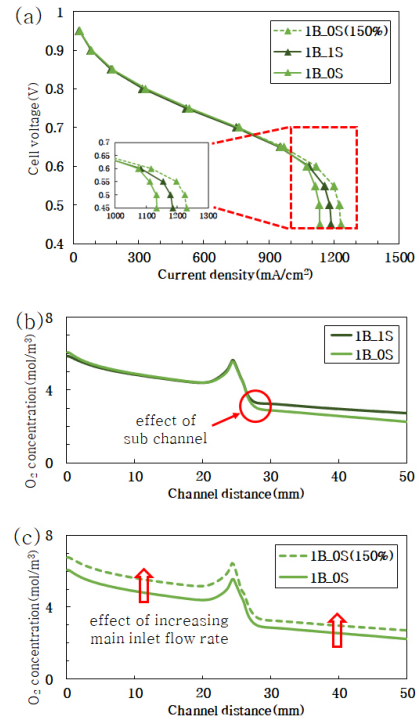 (a)
1
0.9
0.8
0.7
0.6
0.5
0.4
Cell voltage(V)
1B_0S(150%)
1B_1S
1B_0S
0.65
0.6
0.55
0.5
0.45
1000 1100 1200 1300
0 300 600 900 1200 1500
Current density(mA/cm²)
(b)
8
4
0
O₂ concentration(mol/m³)
1B_1S
1B_0S
effect of
sub channel
0 10 20 30 40 50
Channel distance(mm)
(c)
8
4
0
O₂ concentration(mol/m³)
1B_0S(150%)
1B_0S
effect of increasing
main inlet flow rate
0 10 20 30 40 50
Channel distance(mm)